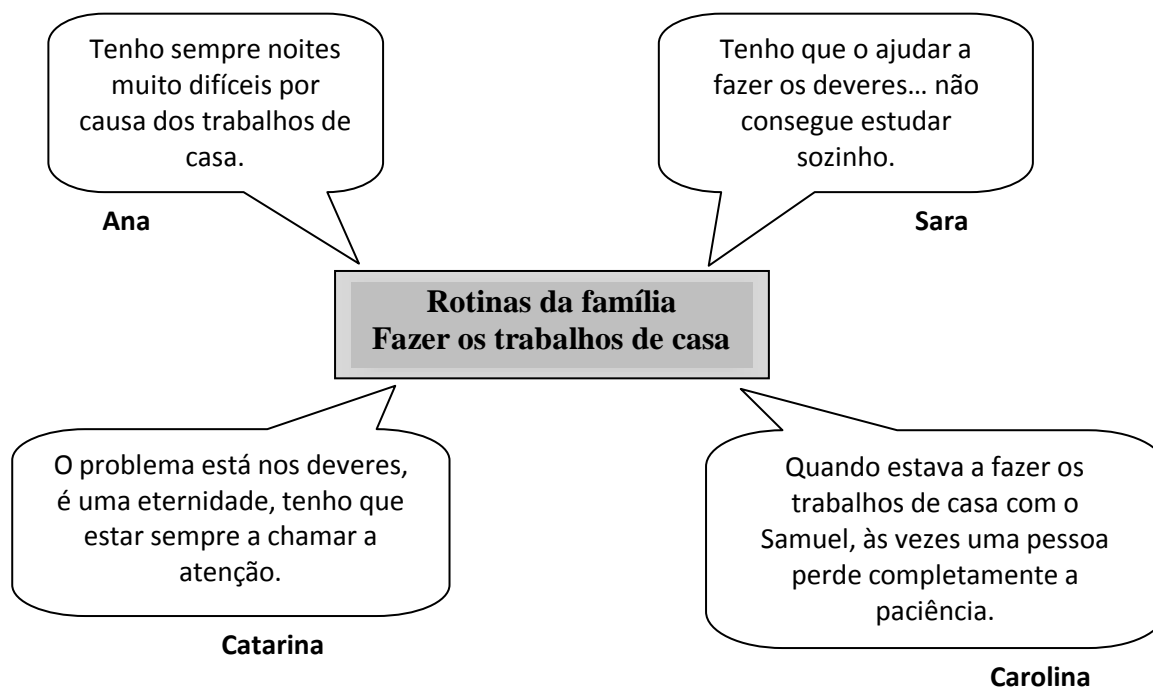 Tenho sempre noites
muito difíceis por
causa dos trabalhos de
casa.
Ana
Tenho que o ajudar a
fazer os deveres... não
consegue estudar
sozinho.
Sara
Rotinas da família
Fazer os trabalhos de casa
O problema está nos deveres,
é uma eternidade, tenho que
estar sempre a chamar a
atenção.
Catarina
Quando estava a fazer os
trabalhos de casa com o
Samuel, às vezes uma pessoa
perde completamente a
paciência.
Carolina